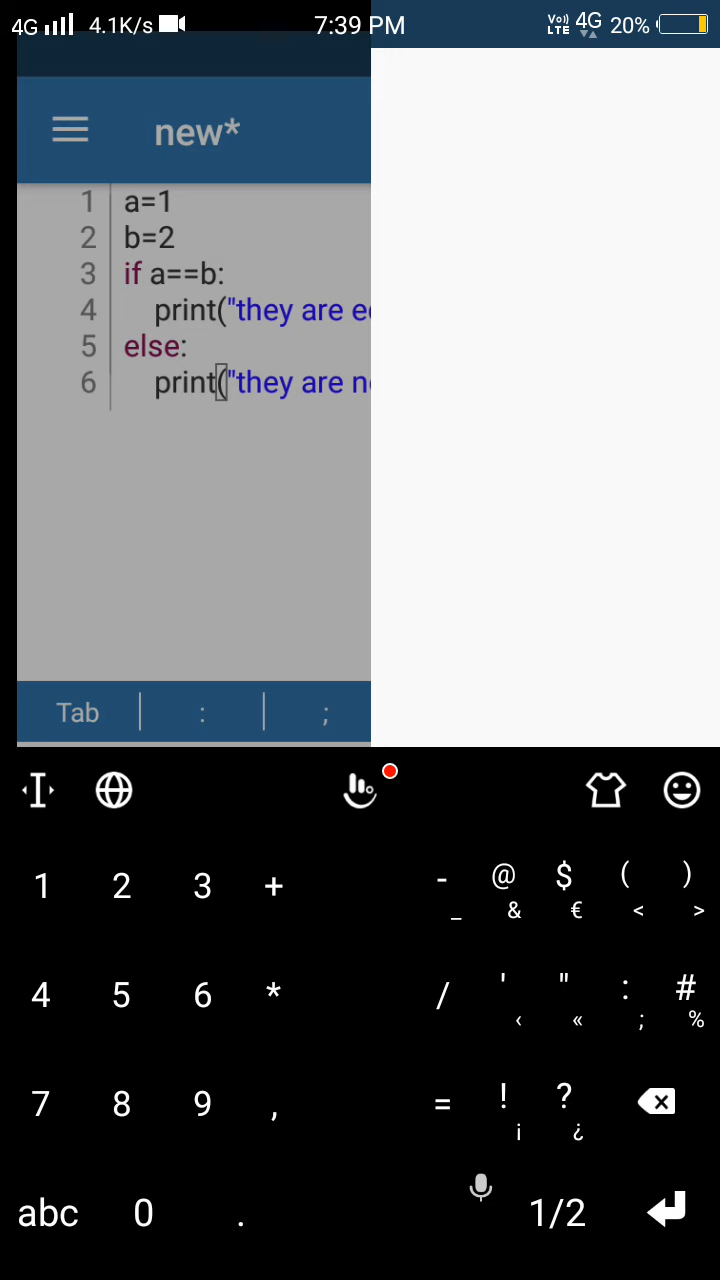 4G 4.1K/s 7:39 PM Vo)) LTE 4G 20%
new*
1 a=1
2 b=2
3 if a==b:
4 print("they are e
5 else:
6 print("they are n
Tab : ;
1 2 3 + - @ $ ( )
_ & € < >
4 5 6 * / ' " : #
‹ « ; %
7 8 9 , = ! ?
¡ ¿
abc 0 . 1/2